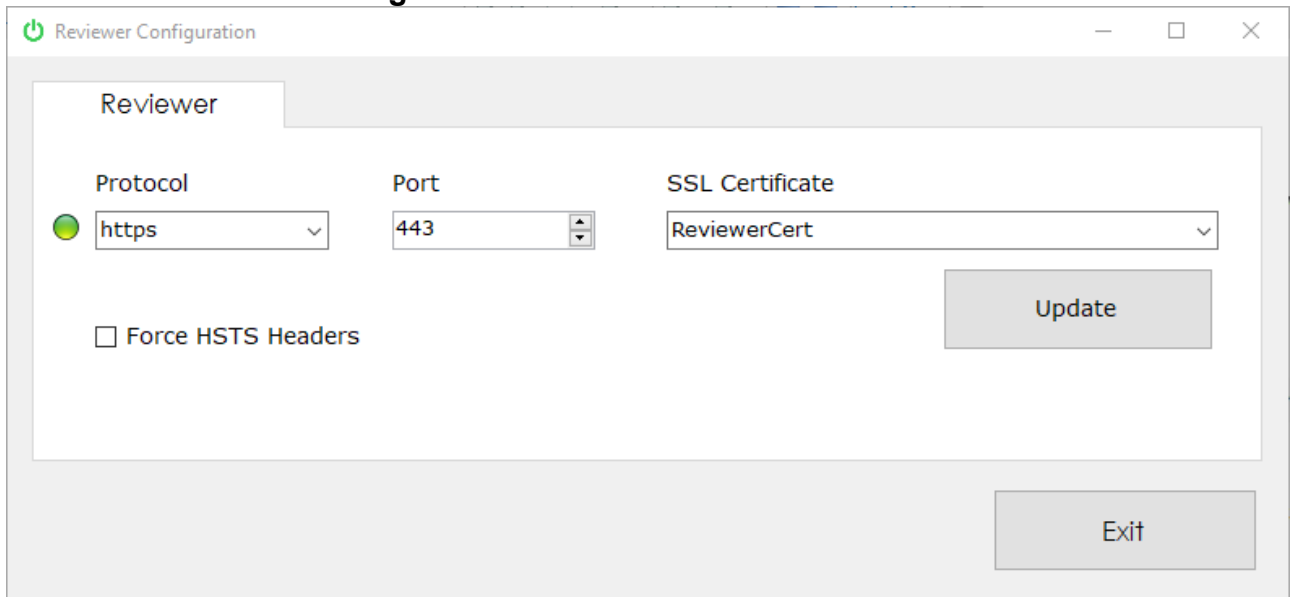 Reviewer Configuration
Reviewer
Protocol Port SSL Certificate
https 443 ReviewerCert
Update
Force HSTS Headers
Exit